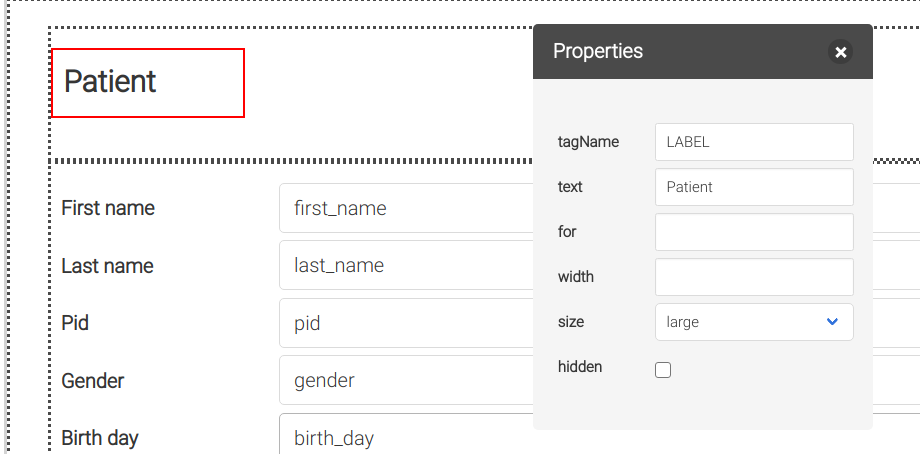 Patient
First name
first_name
Last name
last_name
Pid
pid
Gender
gender
Birth day
birth_day
Properties
tagName
LABEL
text
Patient
for
width
size
large
hidden